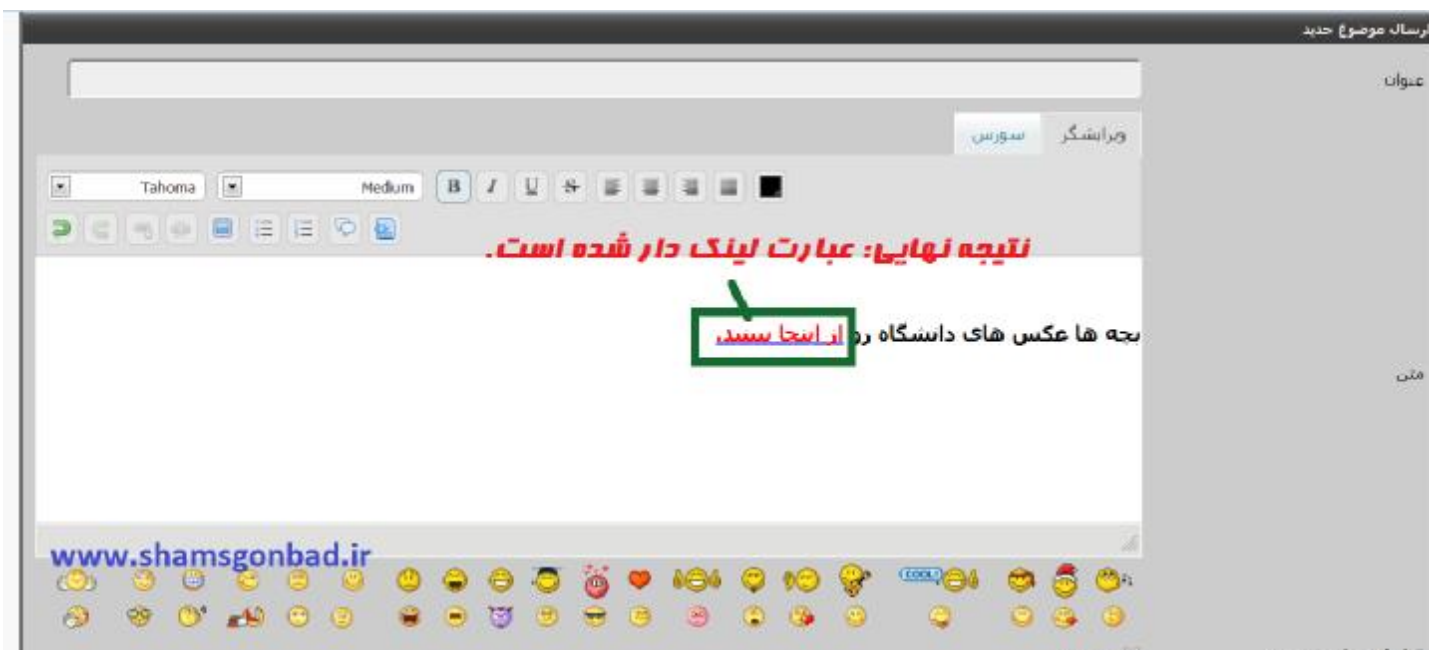 ارسال موضوع جدید
عنوان
ویرایشگر سورس
Tahoma Medium B I U S
نتیجه نهایی: عبارت لینک دار شده است.
بچه ها عکس های دانشگاه رو از اینجا ببینید.
متن
www.shamsgonbad.ir
COOL